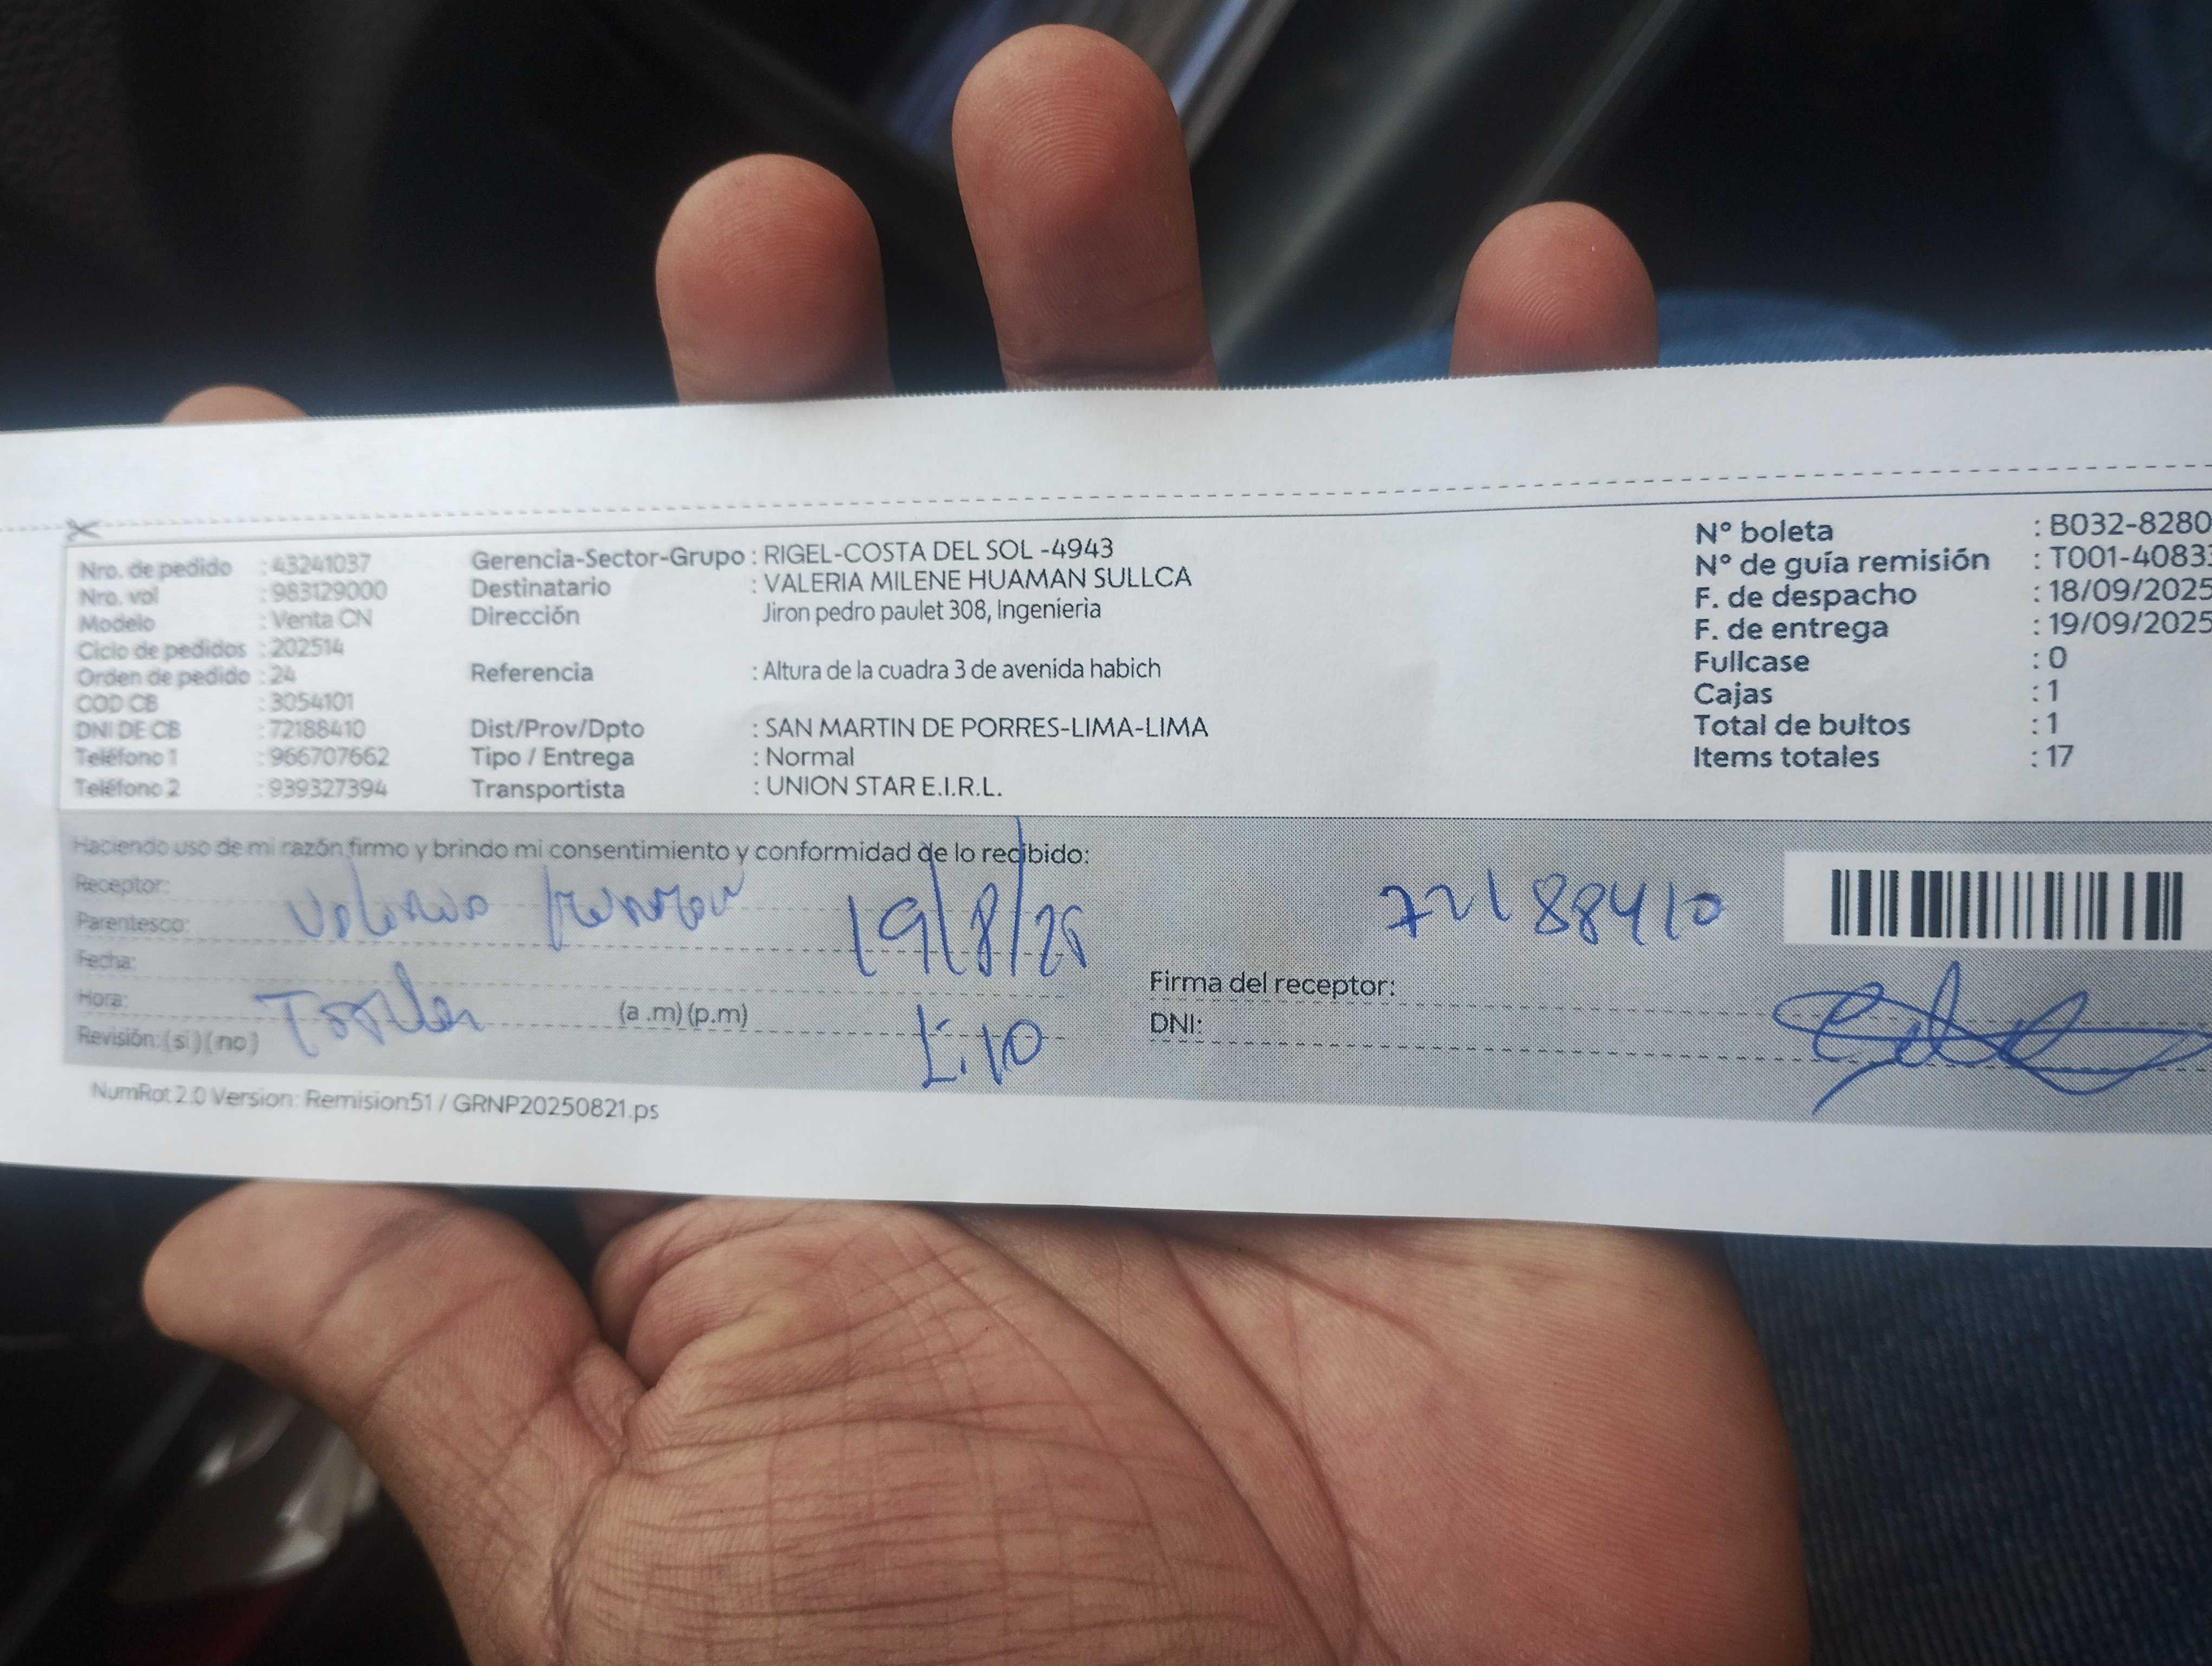 Nro. de pedido : 43241037
Nro. vol : 983129000
Modelo : Venta CN
Ciclo de pedidos : 202514
Orden de pedido : 24
COD CB : 3054101
DNI DE CB : 72188410
Teléfono 1 : 966707662
Teléfono 2 : 939327394
Gerencia-Sector-Grupo : RIGEL-COSTA DEL SOL -4943
Destinatario : VALERIA MILENE HUAMAN SULLCA
Dirección Jiron pedro paulet 308, Ingenieria
Referencia : Altura de la cuadra 3 de avenida habich
Dist/Prov/Dpto : SAN MARTIN DE PORRES-LIMA-LIMA
Tipo / Entrega : Normal
Transportista : UNION STAR E.I.R.L.
N° boleta : B032-8280
N° de guía remisión : T001-4083
F. de despacho : 18/09/2025
F. de entrega : 19/09/2025
Fullcase : 0
Cajas : 1
Total de bultos : 1
Items totales : 17
Haciendo uso de mi razón firmo y brindo mi consentimiento y conformidad de lo recibido:
Receptor:
Parentesco:
Fecha:
Hora: (a.m) (p.m)
Revisión: (si) (no)
19/8/25
72188410
Firma del receptor:
DNI:
NumRot 2.0 Version: Remision51 / GRNP20250821.ps